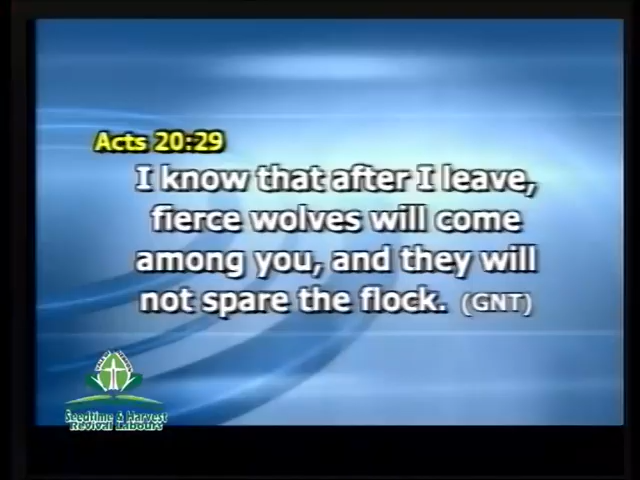 Acts 20:29
I know that after I leave,
fierce wolves will come
among you, and they will
not spare the flock. (GNT)
Seedtime & Harvest
Revival Labours